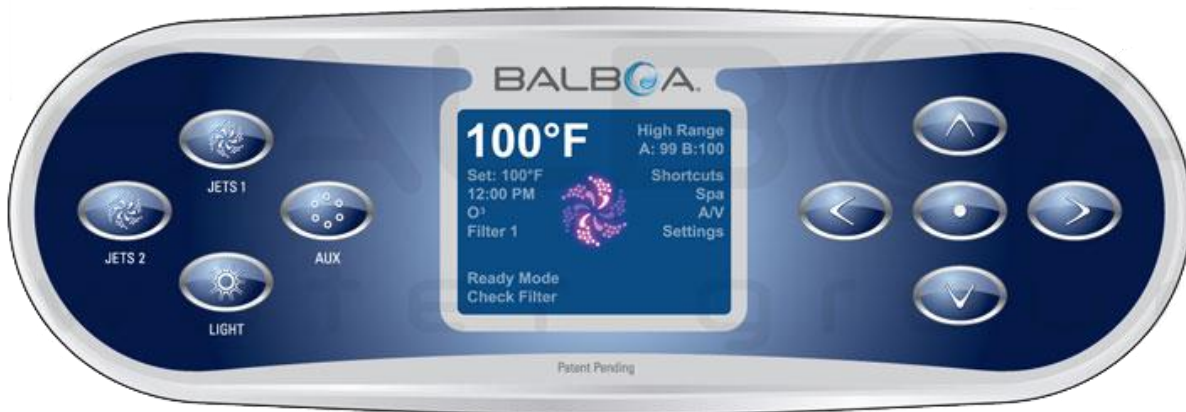 BALBOA.
100°F
High Range
A: 99 B:100
Set: 100°F
12:00 PM
O³
Filter 1
Shortcuts
Spa
A/V
Settings
Ready Mode
Check Filter
JETS 1
JETS 2
AUX
LIGHT
Patent Pending